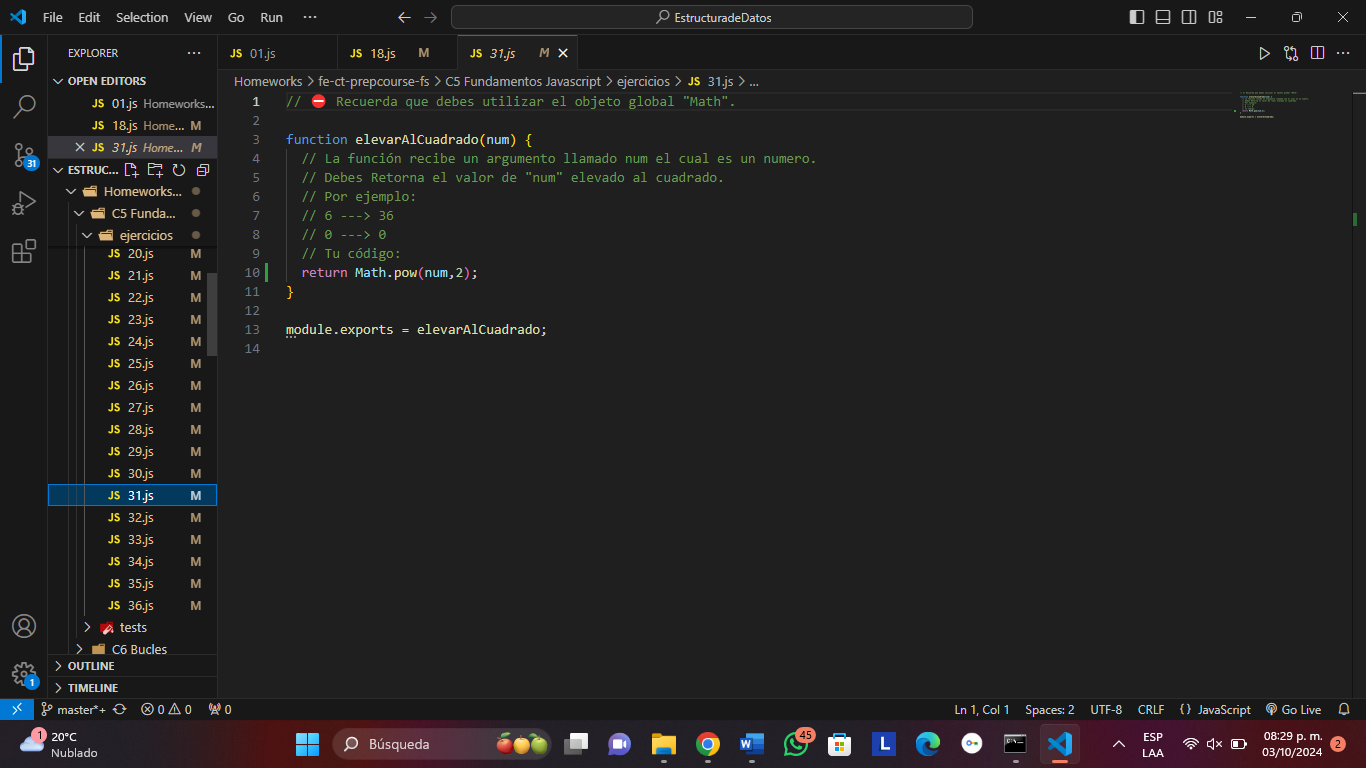 File Edit Selection View Go Run ···
EstructuradeDatos
EXPLORER ···
OPEN EDITORS
JS 01.js Homeworks...
JS 18.js Home... M
JS 31.js Home... M
ESTRUC...
Homeworks...
C5 Funda...
ejercicios
JS 20.js M
JS 21.js M
JS 22.js M
JS 23.js M
JS 24.js M
JS 25.js M
JS 26.js M
JS 27.js M
JS 28.js M
JS 29.js M
JS 30.js M
JS 31.js M
JS 32.js M
JS 33.js M
JS 34.js M
JS 35.js M
JS 36.js M
tests
C6 Bucles
OUTLINE
TIMELINE
31
1
JS 01.js JS 18.js M JS 31.js M
Homeworks > fe-ct-prepcourse-fs > C5 Fundamentos Javascript > ejercicios > JS 31.js > ...
1 // ⛔ Recuerda que debes utilizar el objeto global "Math".
2
3 function elevarAlCuadrado(num) {
4 // La función recibe un argumento llamado num el cual es un numero.
5 // Debes Retorna el valor de "num" elevado al cuadrado.
6 // Por ejemplo:
7 // 6 ---> 36
8 // 0 ---> 0
9 // Tu código:
10 return Math.pow(num,2);
11 }
12
13 module.exports = elevarAlCuadrado;
14
master*+ 0 0 0 Ln 1, Col 1 Spaces: 2 UTF-8 CRLF {} JavaScript Go Live
1
20°C
Nublado
Búsqueda
45
L
ESP
LAA
08:29 p. m.
03/10/2024
2